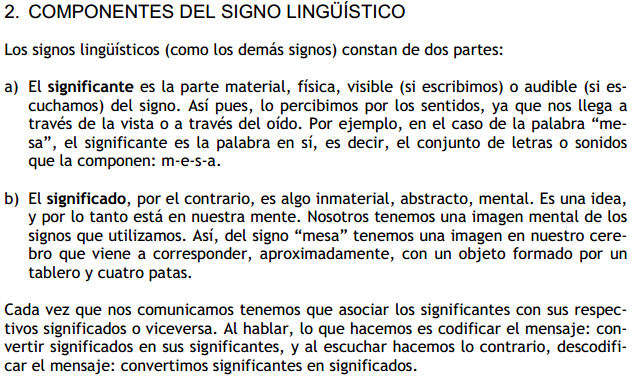 2. COMPONENTES DEL SIGNO LINGÜÍSTICO
Los signos lingüísticos (como los demás signos) constan de dos partes:
a) El significante es la parte material, física, visible (si escribimos) o audible (si es-
cuchamos) del signo. Así pues, lo percibimos por los sentidos, ya que nos llega a
través de la vista o a través del oído. Por ejemplo, en el caso de la palabra “me-
sa”, el significante es la palabra en sí, es decir, el conjunto de letras o sonidos
que la componen: m-e-s-a.
b) El significado, por el contrario, es algo inmaterial, abstracto, mental. Es una idea,
y por lo tanto está en nuestra mente. Nosotros tenemos una imagen mental de los
signos que utilizamos. Así, del signo “mesa” tenemos una imagen en nuestro cere-
bro que viene a corresponder, aproximadamente, con un objeto formado por un
tablero y cuatro patas.
Cada vez que nos comunicamos tenemos que asociar los significantes con sus respec-
tivos significados o viceversa. Al hablar, lo que hacemos es codificar el mensaje: con-
vertir significados en sus significantes, y al escuchar hacemos lo contrario, descodifi-
car el mensaje: convertimos significantes en significados.